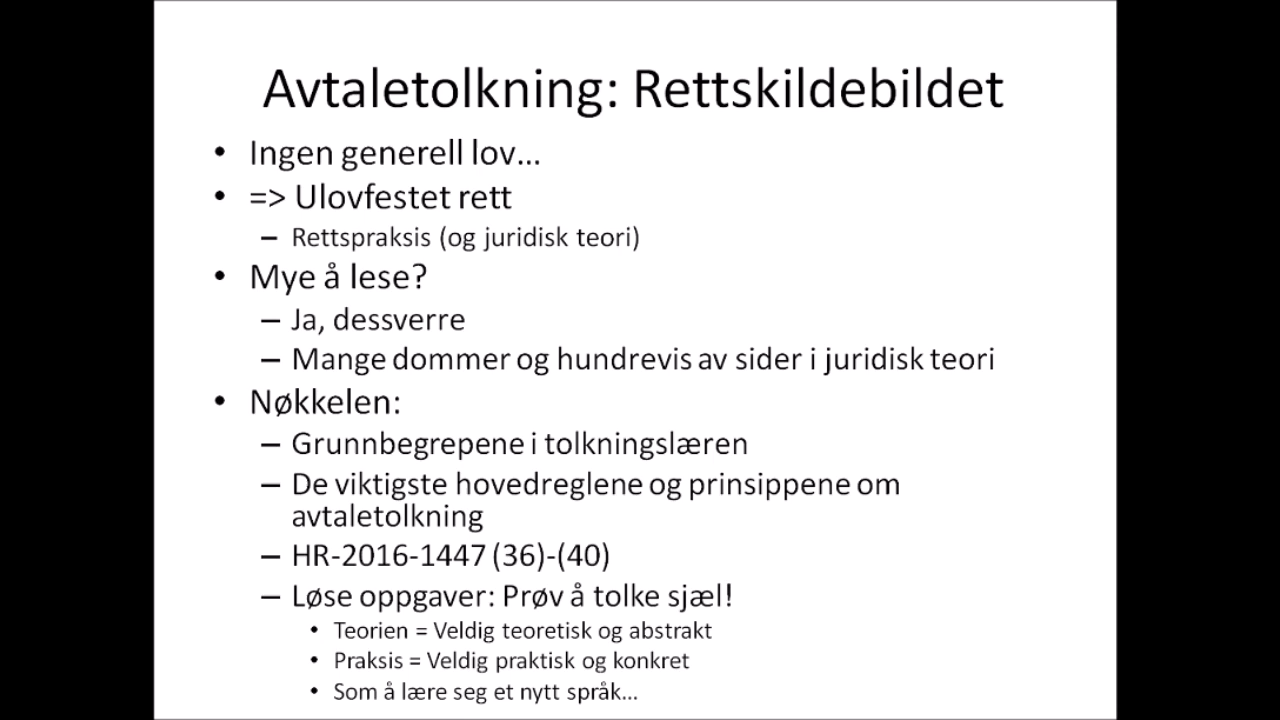 Avtaletolkning: Rettskildebildet
• Ingen generell lov...
• => Ulovfestet rett
– Rettspraksis (og juridisk teori)
• Mye å lese?
– Ja, dessverre
– Mange dommer og hundrevis av sider i juridisk teori
• Nøkkelen:
– Grunnbegrepene i tolkningslæren
– De viktigste hovedreglene og prinsippene om
avtaletolkning
– HR-2016-1447 (36)-(40)
– Løse oppgaver: Prøv å tolke sjæl!
• Teorien = Veldig teoretisk og abstrakt
• Praksis = Veldig praktisk og konkret
• Som å lære seg et nytt språk...